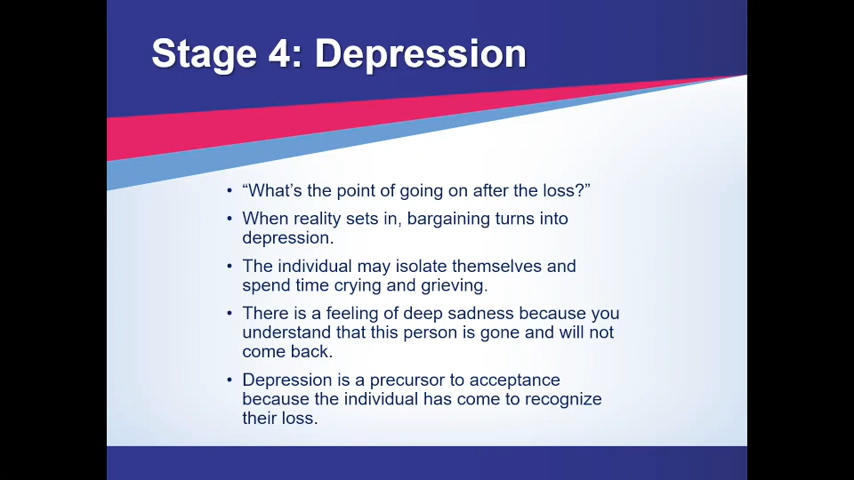 Stage 4: Depression
• “What’s the point of going on after the loss?”
• When reality sets in, bargaining turns into
depression.
• The individual may isolate themselves and
spend time crying and grieving.
• There is a feeling of deep sadness because you
understand that this person is gone and will not
come back.
• Depression is a precursor to acceptance
because the individual has come to recognize
their loss.